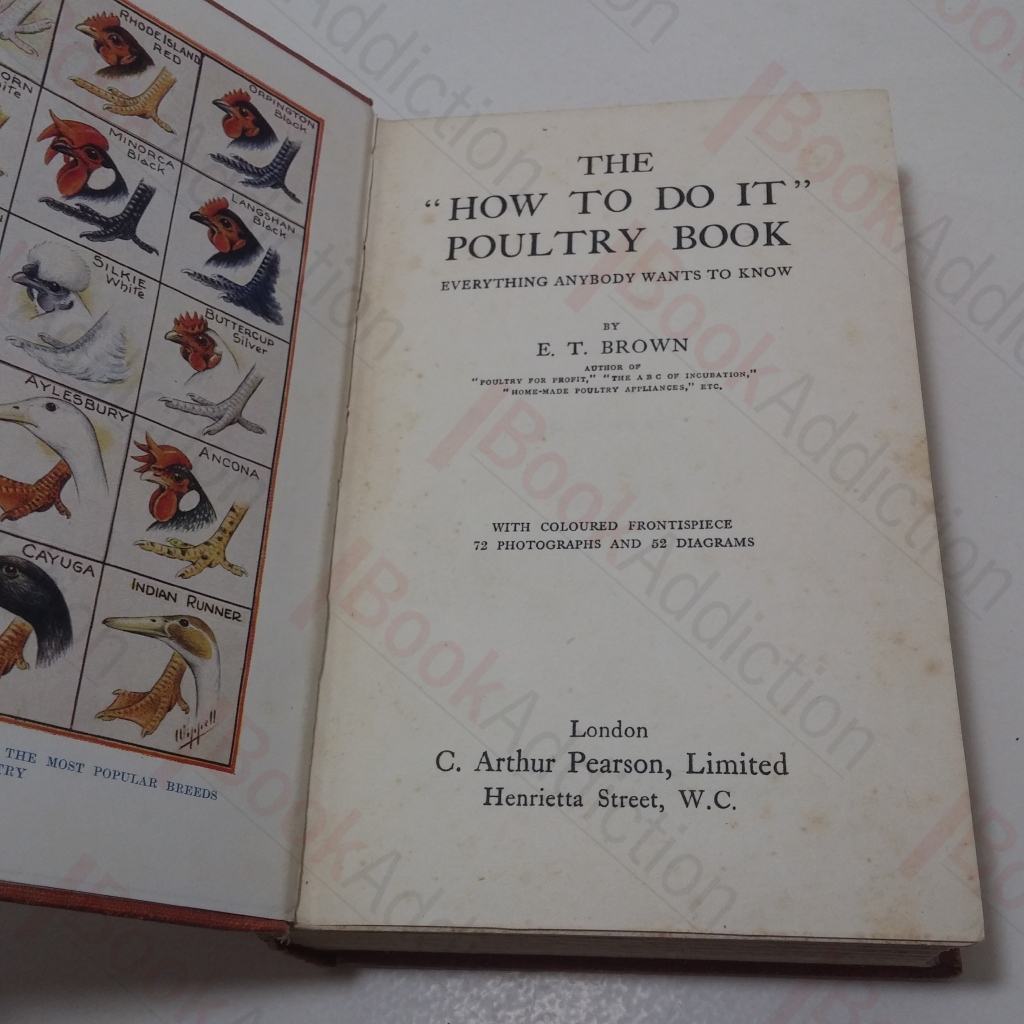 RHODE ISLAND
RED
ORPINGTON
Black
MINORCA
Black
LANGSHAN
Black
SILKIE
White
BUTTERCUP
Silver
AYLESBURY
ANCONA
CAYUGA
INDIAN RUNNER
Wippell
THE MOST POPULAR BREEDS
THE
"HOW TO DO IT"
POULTRY BOOK
EVERYTHING ANYBODY WANTS TO KNOW
BY
E. T. BROWN
AUTHOR OF
"POULTRY FOR PROFIT," "THE A B C OF INCUBATION,"
"HOME-MADE POULTRY APPLIANCES," ETC.
WITH COLOURED FRONTISPIECE
72 PHOTOGRAPHS AND 52 DIAGRAMS
London
C. Arthur Pearson, Limited
Henrietta Street, W.C.
BookAddiction